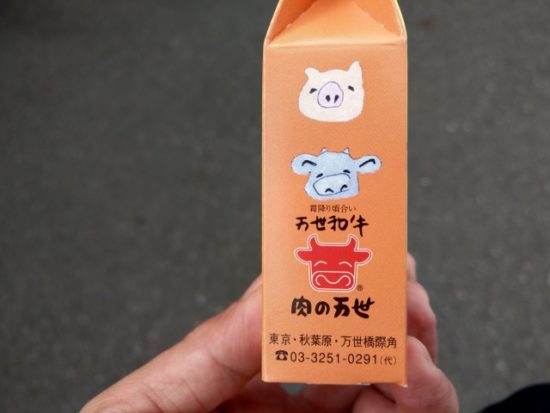 霜降り頃合い
万世和牛
®
肉の万世
東京・秋葉原・万世橋際角
☎03-3251-0291(代)